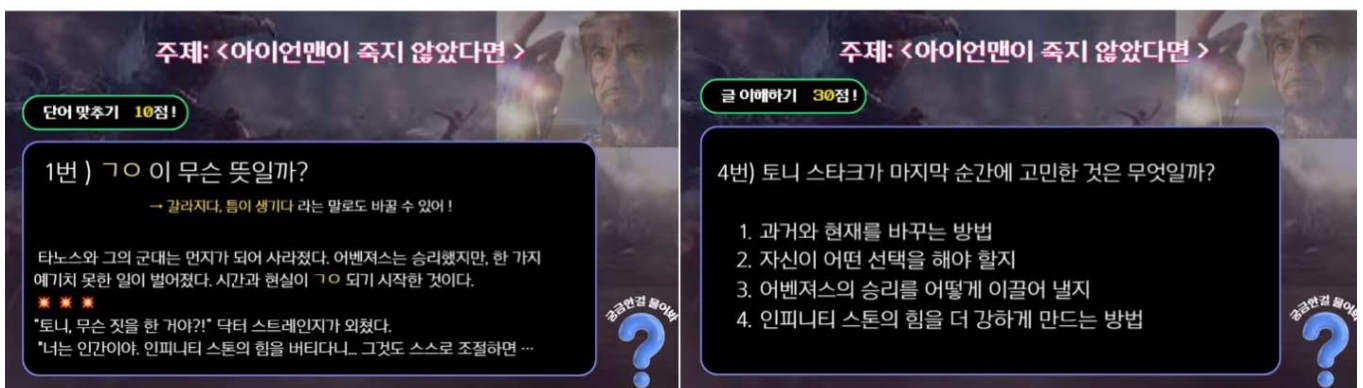 주제: <아이언맨이 죽지 않았다면 >
단어 맞추기 10점!
1번 ) ㄱㅇ 이 무슨 뜻일까?
→ 갈라지다, 틈이 생기다 라는 말로도 바꿀 수 있어 !
타노스와 그의 군대는 먼지가 되어 사라졌다. 어벤져스는 승리했지만, 한 가지
예기치 못한 일이 벌어졌다. 시간과 현실이 ㄱㅇ 되기 시작한 것이다.
💥 💥 💥
"토니, 무슨 짓을 한 거야?!" 닥터 스트레인지가 외쳤다.
"너는 인간이야. 인피니티 스톤의 힘을 버티다니... 그것도 스스로 조절하면 …
궁금한걸 물어봐
?
주제: <아이언맨이 죽지 않았다면 >
글 이해하기 30점!
4번) 토니 스타크가 마지막 순간에 고민한 것은 무엇일까?
1. 과거와 현재를 바꾸는 방법
2. 자신이 어떤 선택을 해야 할지
3. 어벤저스의 승리를 어떻게 이끌어 낼지
4. 인피니티 스톤의 힘을 더 강하게 만드는 방법
궁금한걸 물어봐
?